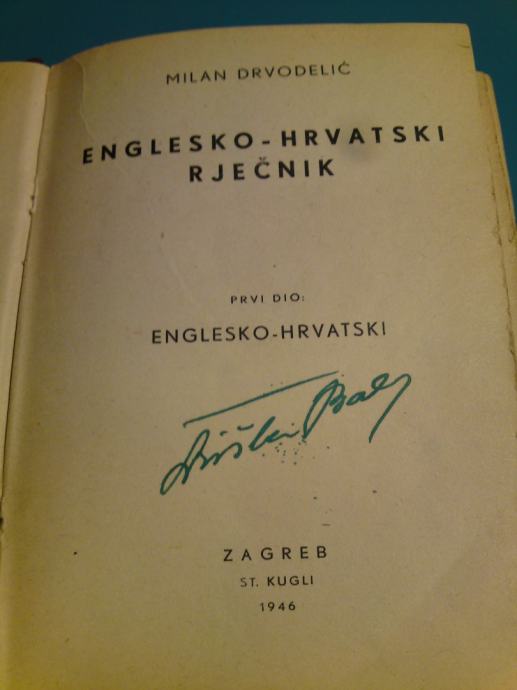 MILAN DRVODELIĆ
ENGLESKO-HRVATSKI
RJEČNIK
PRVI DIO:
ENGLESKO-HRVATSKI
ZAGREB
ST. KUGLI
1946